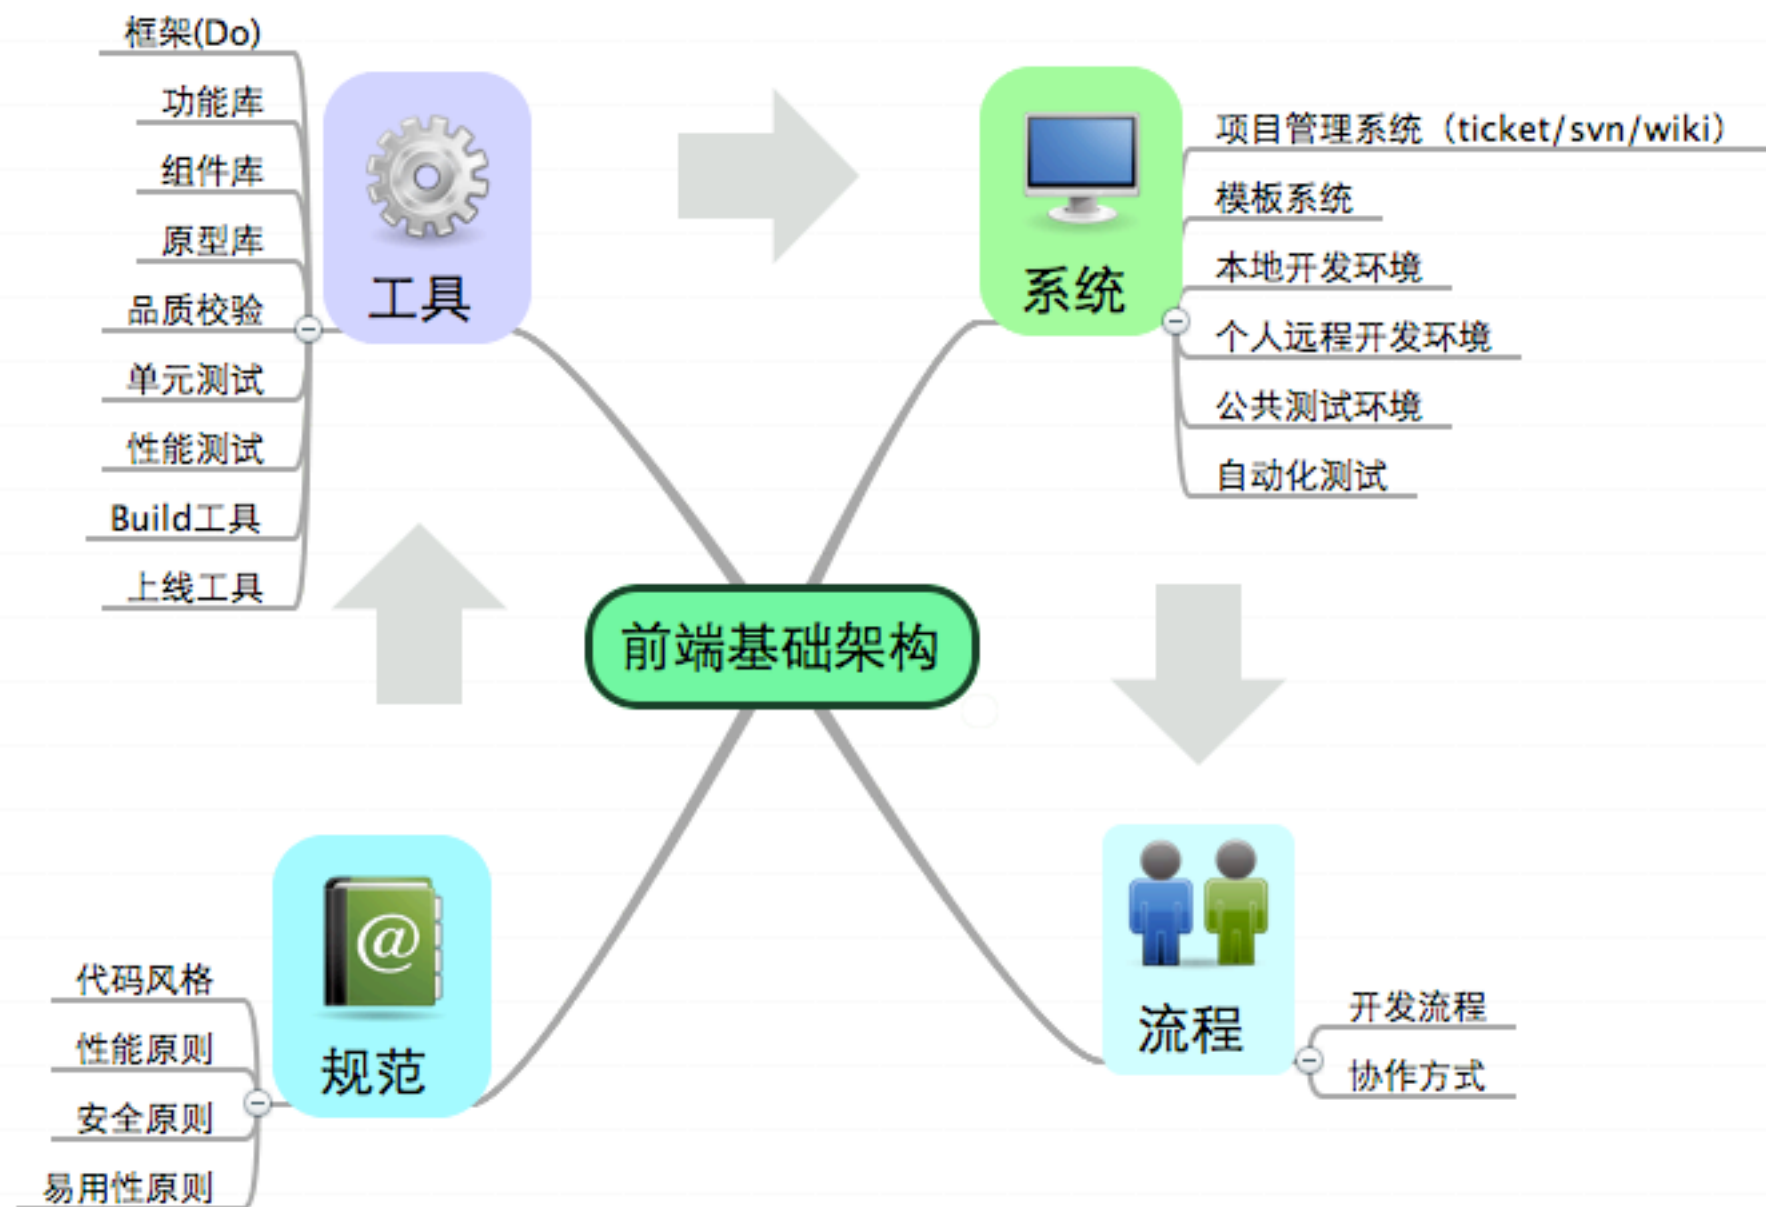 框架(Do)
功能库
组件库
原型库
品质校验
单元测试
性能测试
Build工具
上线工具
工具
系统
项目管理系统（ticket/svn/wiki）
模板系统
本地开发环境
个人远程开发环境
公共测试环境
自动化测试
前端基础架构
@
规范
代码风格
性能原则
安全原则
易用性原则
流程
开发流程
协作方式